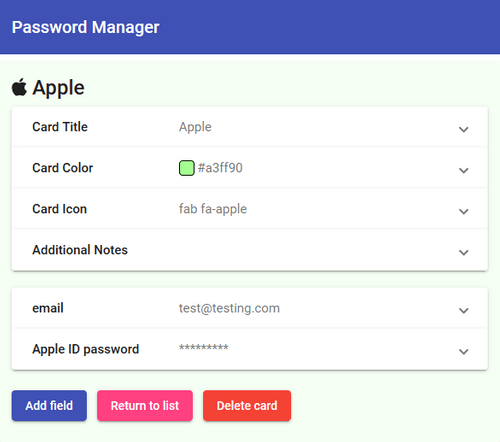 Password Manager
Apple
Card Title Apple
Card Color #a3ff90
Card Icon fab fa-apple
Additional Notes
email test@testing.com
Apple ID password *********
Add field Return to list Delete card